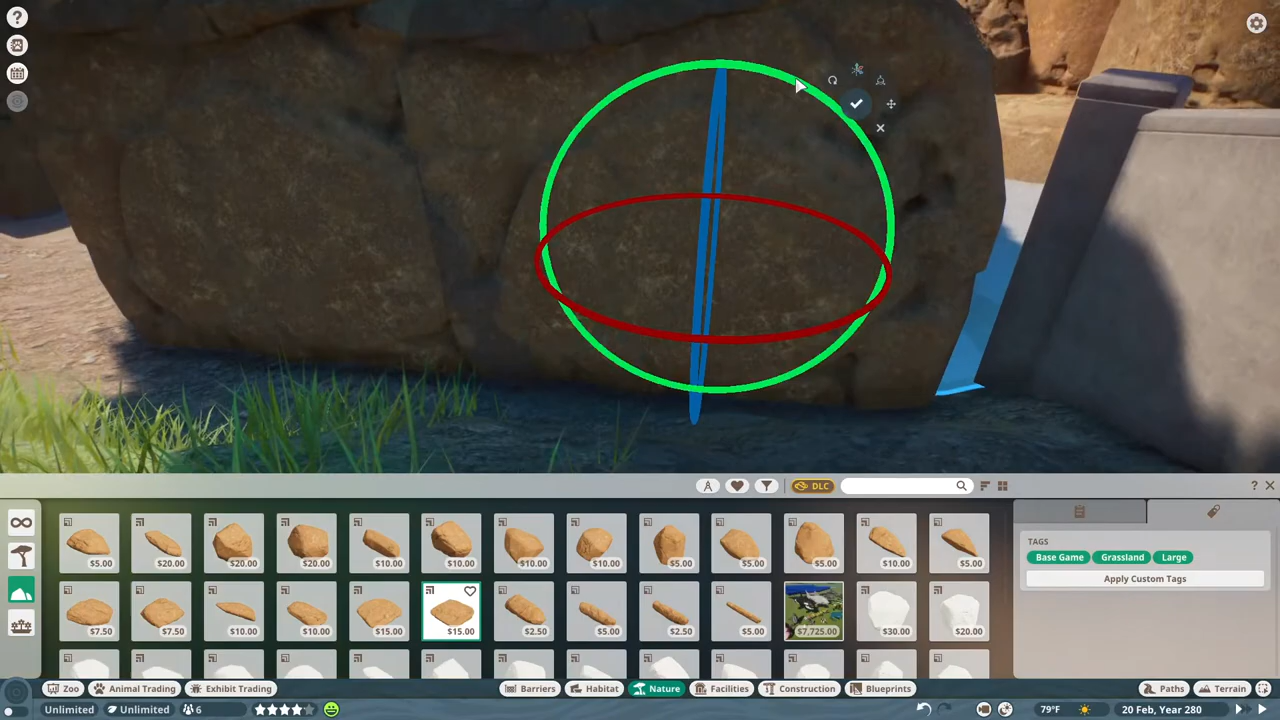 ?
DLC
? ×
$5.00 $20.00 $20.00 $20.00 $10.00 $10.00 $10.00 $10.00 $5.00 $5.00 $5.00 $10.00 $5.00
$7.50 $7.50 $10.00 $10.00 $15.00 $15.00 $2.50 $5.00 $2.50 $5.00 $7,725.00 $30.00 $20.00
TAGS
Base Game Grassland Large
Apply Custom Tags
Zoo Animal Trading Exhibit Trading Barriers Habitat Nature Facilities Construction Blueprints Paths Terrain
Unlimited Unlimited 6 79°F 20 Feb, Year 280